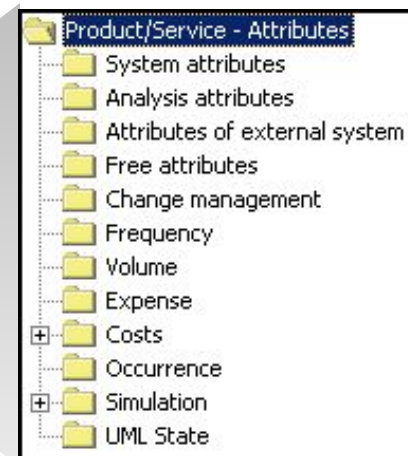 Product/Service - Attributes
System attributes
Analysis attributes
Attributes of external system
Free attributes
Change management
Frequency
Volume
Expense
Costs
Occurrence
Simulation
UML State